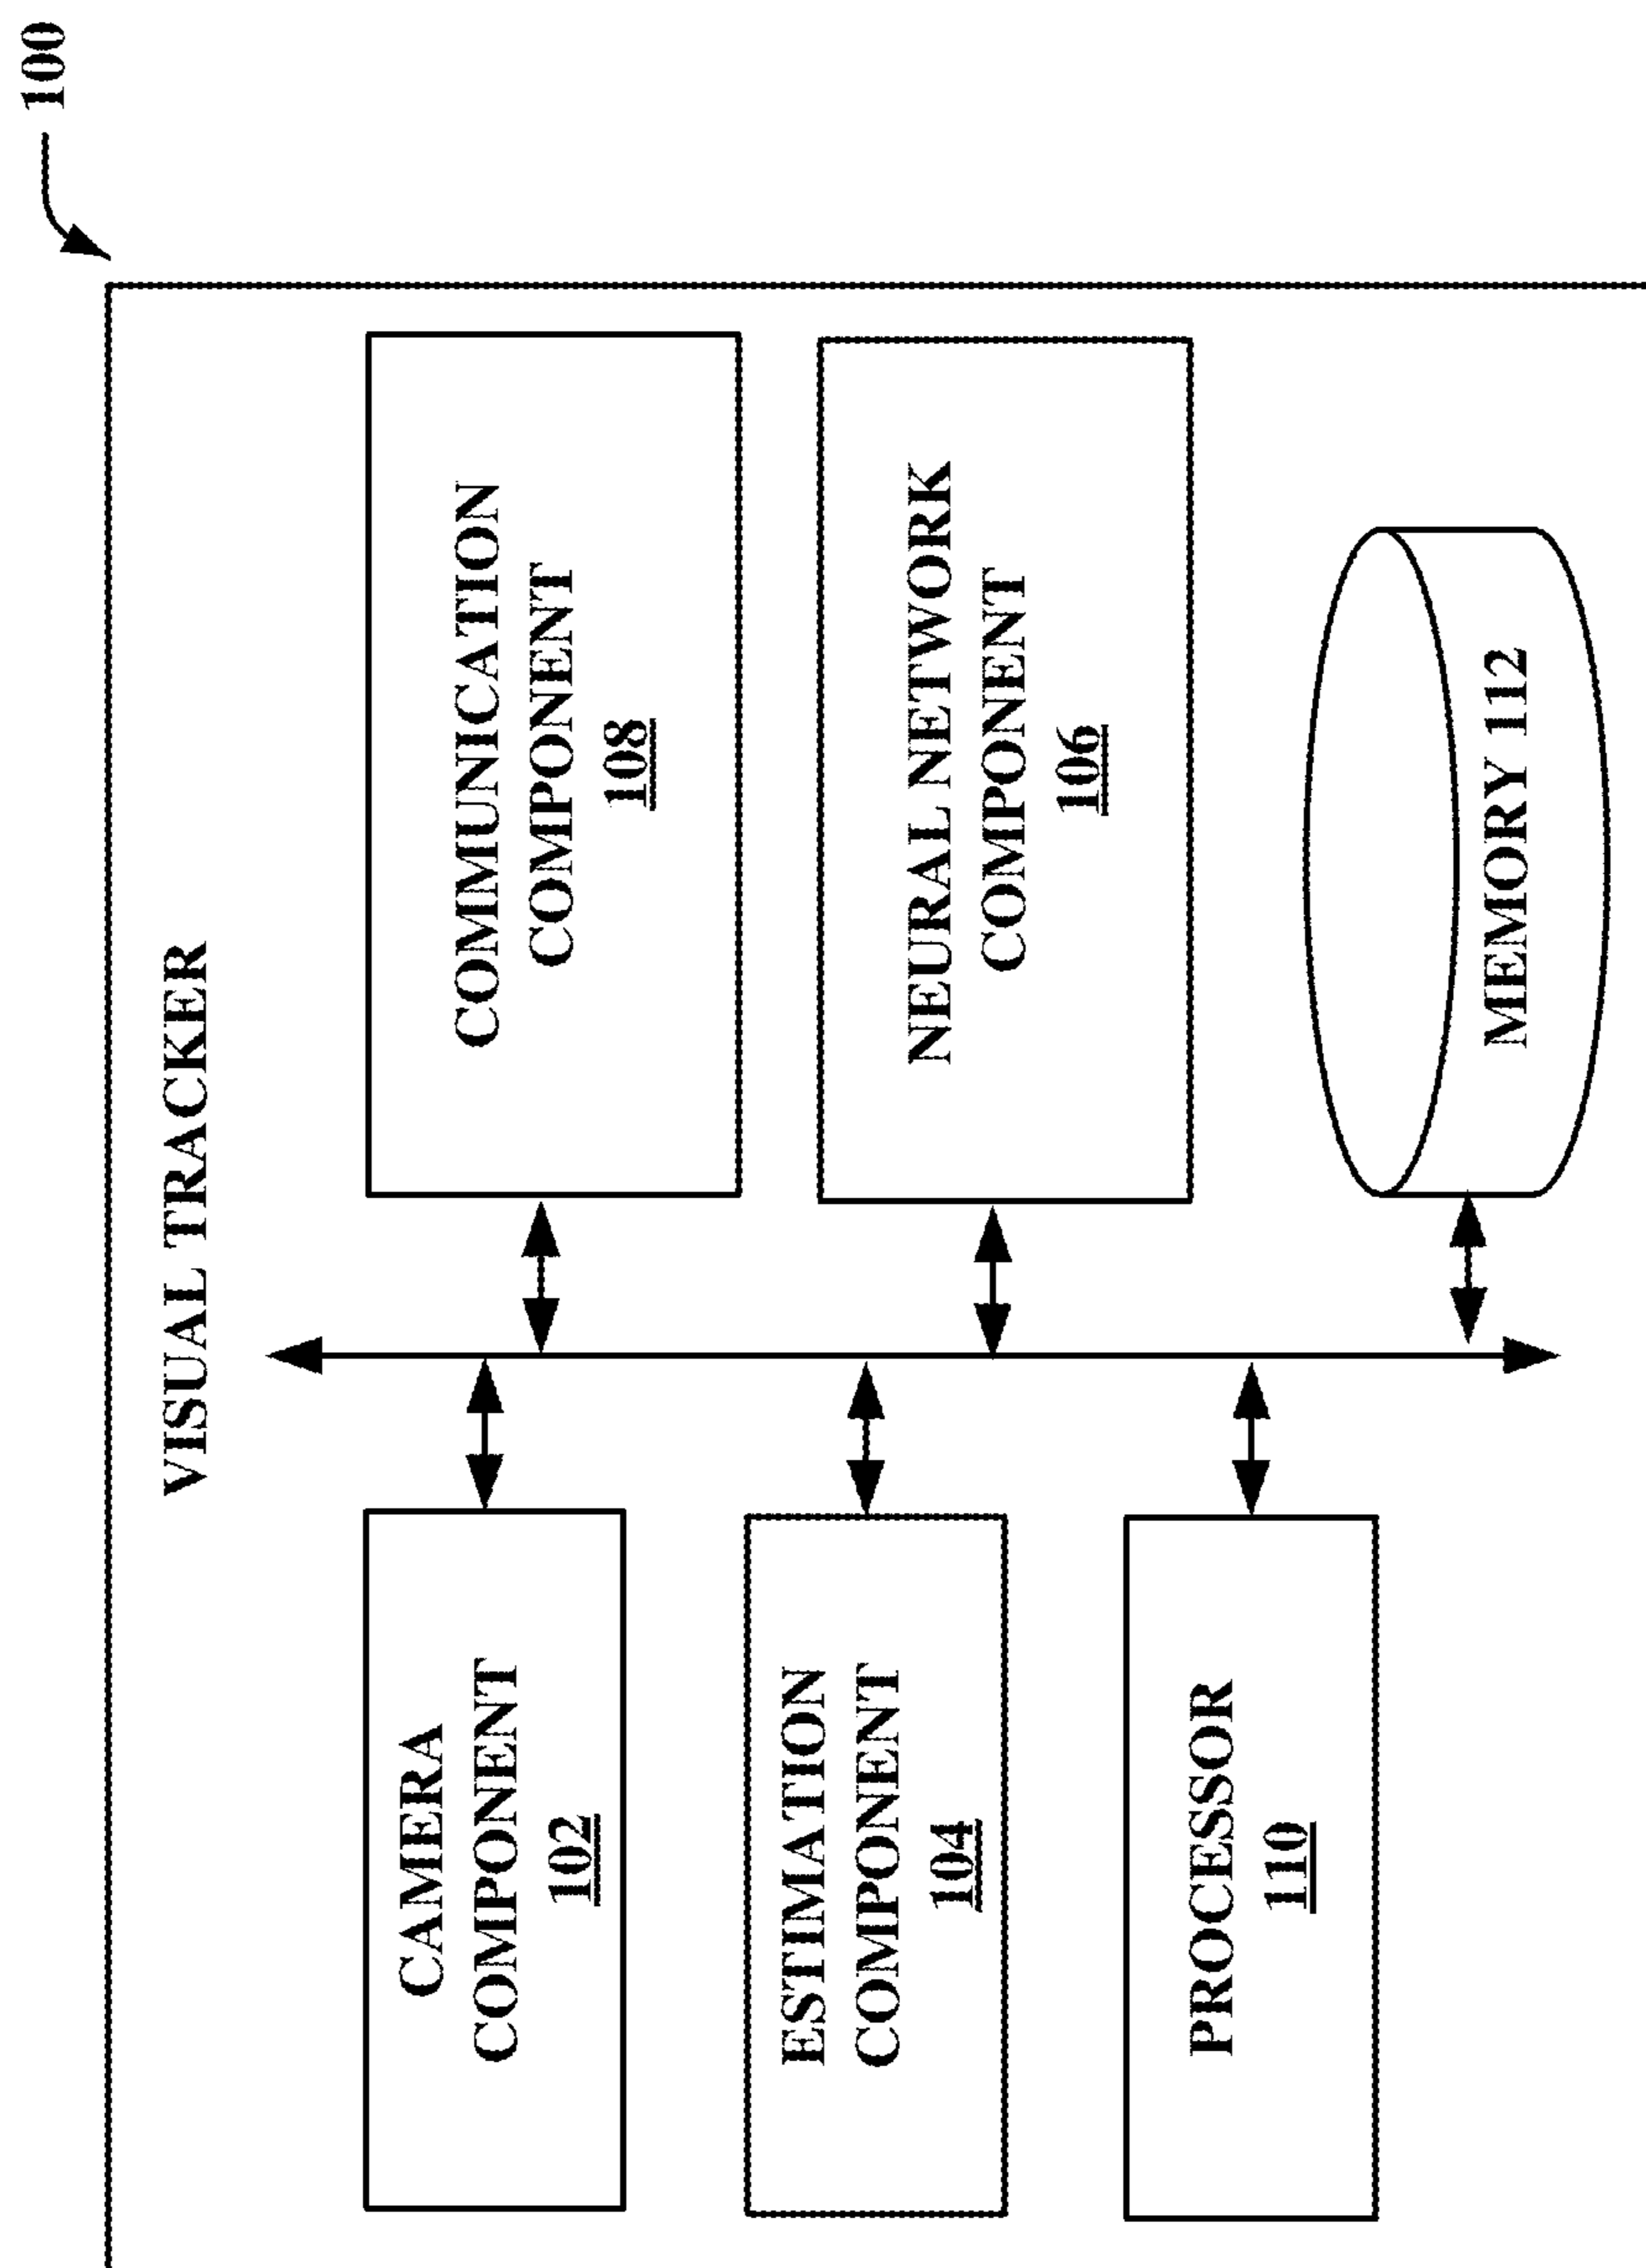 100
VISUAL TRACKER
CAMERA
COMPONENT
102
COMMUNICATION
COMPONENT
108
ESTIMATION
COMPONENT
104
NEURAL NETWORK
COMPONENT
106
PROCESSOR
110
MEMORY 112